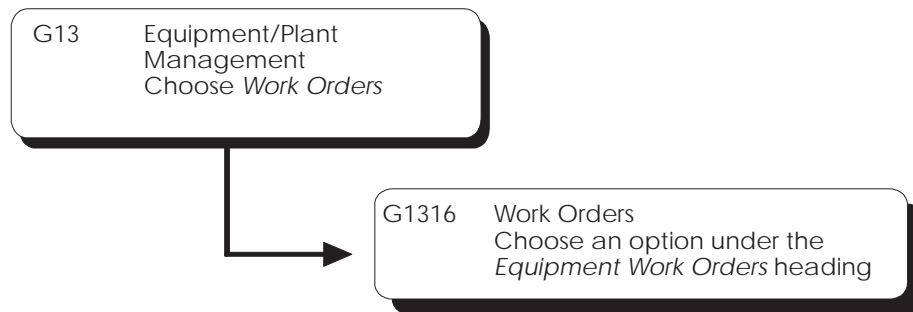 G13 Equipment/Plant
Management
Choose Work Orders
G1316 Work Orders
Choose an option under the
Equipment Work Orders heading